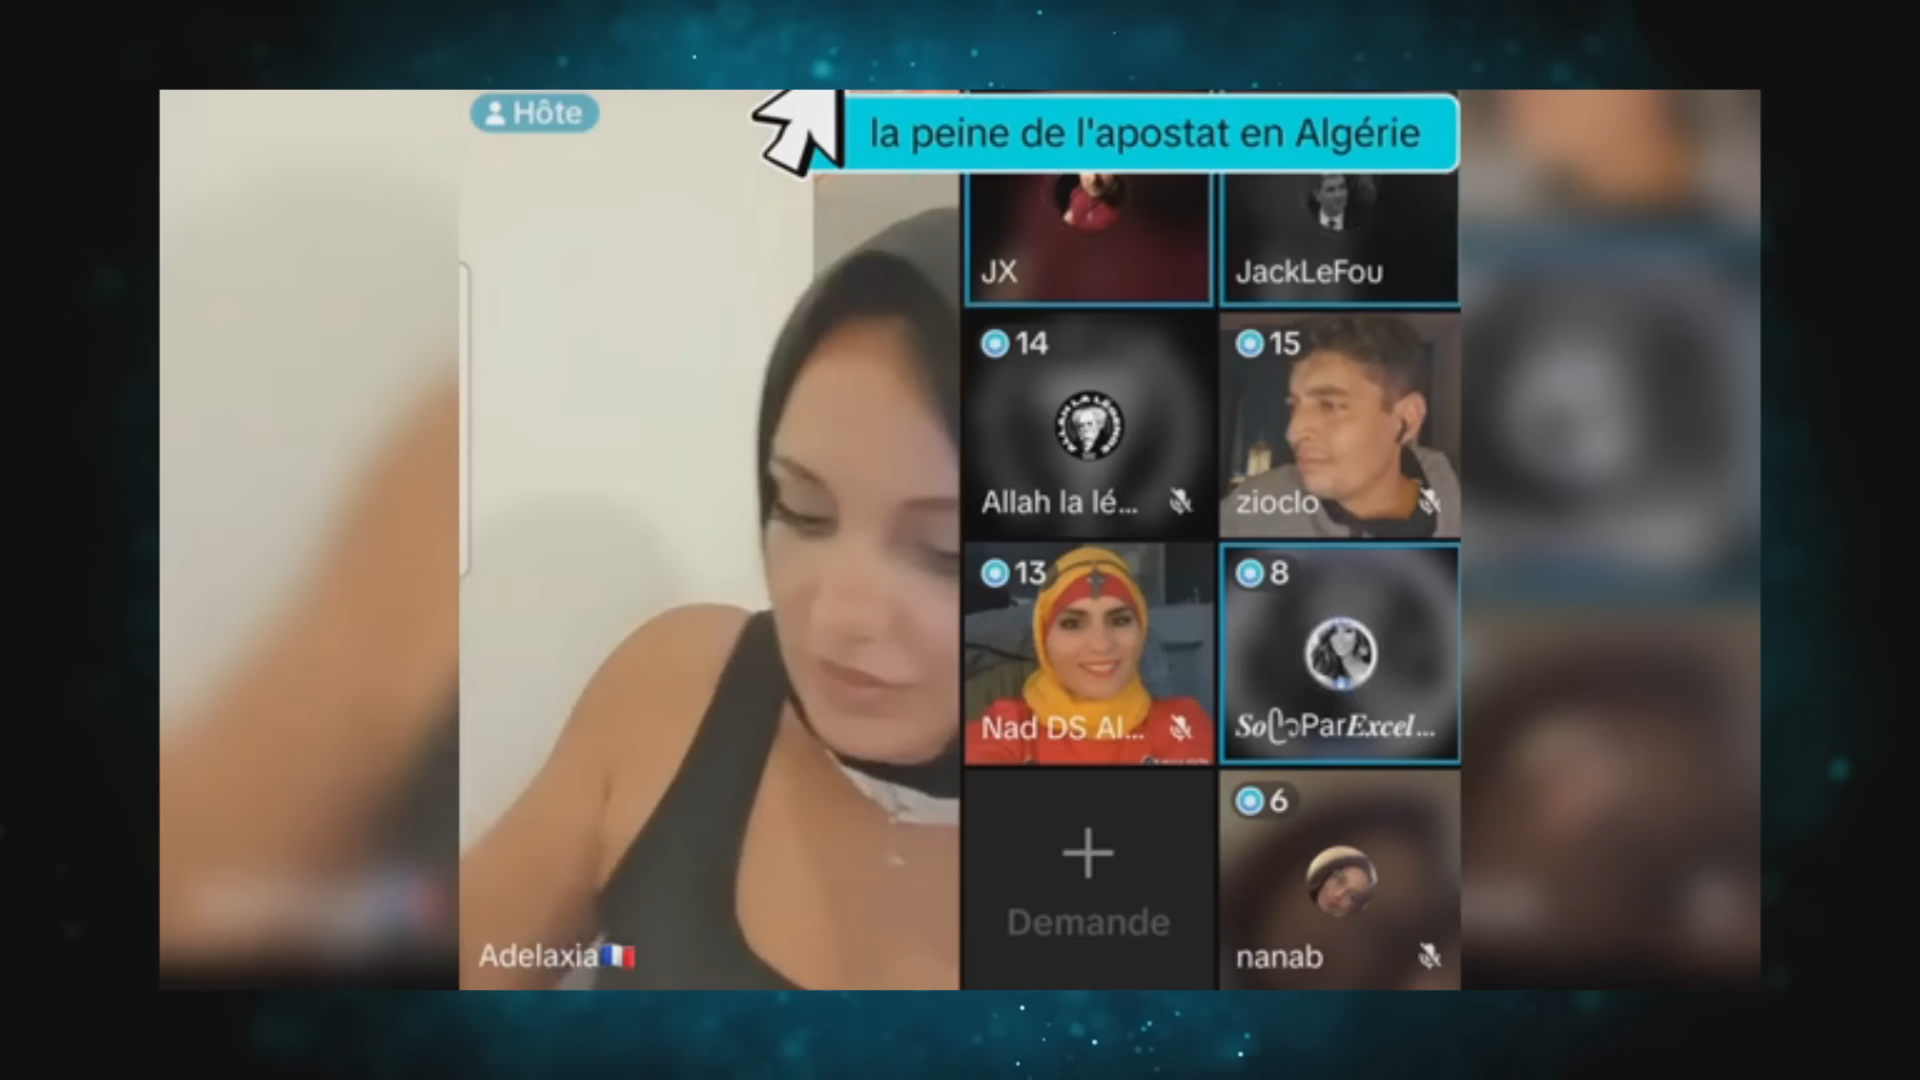 Hôte
la peine de l'apostat en Algérie
JX
JackLeFou
14
15
Allah la lé...
zioclo
13
8
Nad DS Al...
ParExcel...
6
Demande
Adelaxia🇫🇷
nanab